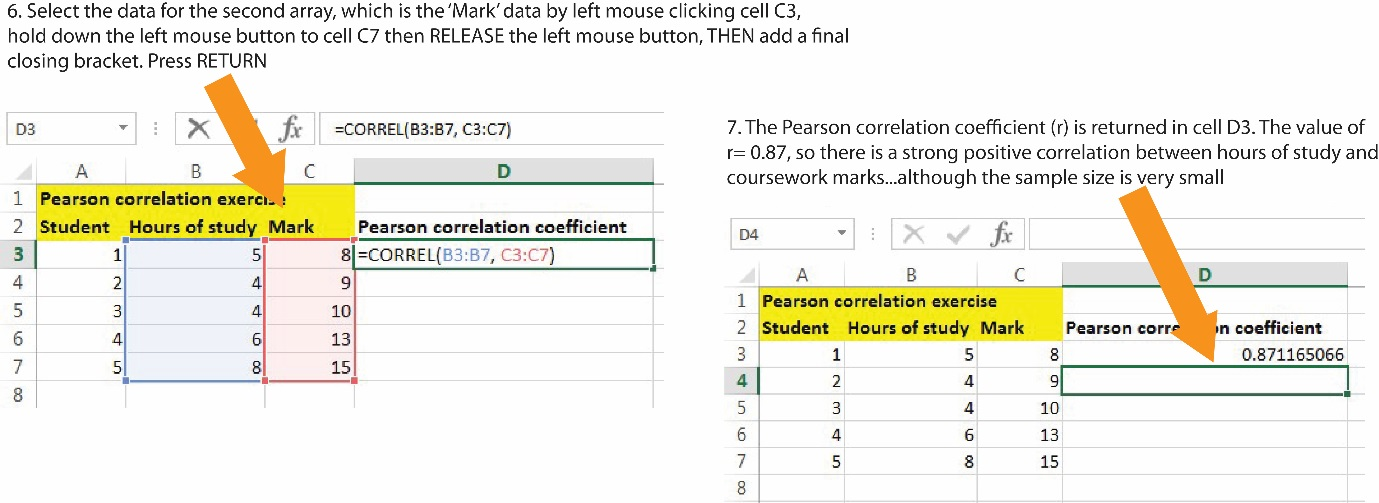 6. Select the data for the second array, which is the 'Mark' data by left mouse clicking cell C3,
hold down the left mouse button to cell C7 then RELEASE the left mouse button, THEN add a final
closing bracket. Press RETURN
D3 fx =CORREL(B3:B7, C3:C7)
A B C D
1 Pearson correlation
2 Student Hours of study Mark Pearson correlation coefficient
3 1 5 8 =CORREL(B3:B7, C3:C7)
4 2 4 9
5 3 4 10
6 4 6 13
7 5 8 15
8
7. The Pearson correlation coefficient (r) is returned in cell D3. The value of
r= 0.87, so there is a strong positive correlation between hours of study and
coursework marks...although the sample size is very small
D4 fx
A B C D
1 Pearson correlation exercise
2 Student Hours of study Mark Pearson coefficient
3 1 5 8 0.871165066
4 2 4 9
5 3 4 10
6 4 6 13
7 5 8 15
8